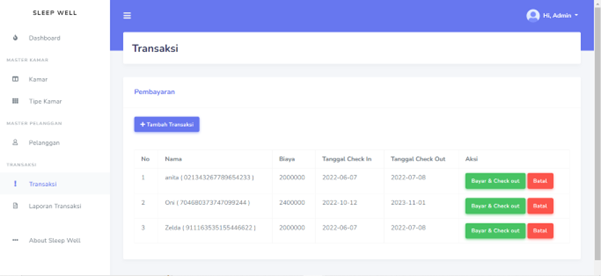 SLEEP WELL
Hi, Admin
Dashboard
Transaksi
MASTER KAMAR
Kamar
Pembayaran
Tipe Kamar
MASTER PELANGGAN
+ Tambah Transaksi
Pelanggan
TRANSAKSI
No Nama Biaya Tanggal Check In Tanggal Check Out Aksi
1 anita ( 021343267789654233 ) 2000000 2022-06-07 2022-07-08 Bayar & Check out Batal
Transaksi
2 Oni ( 704680373747099244 ) 2400000 2022-10-12 2023-11-01 Bayar & Check out Batal
Laporan Transaksi
3 Zelda ( 911163535155446622 ) 2000000 2022-06-07 2022-07-08 Bayar & Check out Batal
About Sleep Well